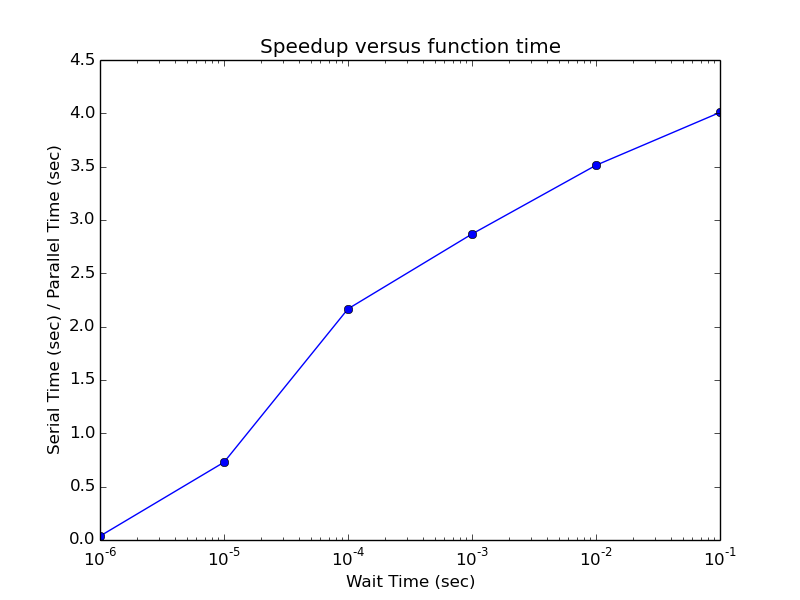 Speedup versus function time
4.5
4.0
3.5
3.0
2.5
2.0
1.5
1.0
0.5
0.0
Serial Time (sec) / Parallel Time (sec)
10⁻⁶ 10⁻⁵ 10⁻⁴ 10⁻³ 10⁻² 10⁻¹
Wait Time (sec)